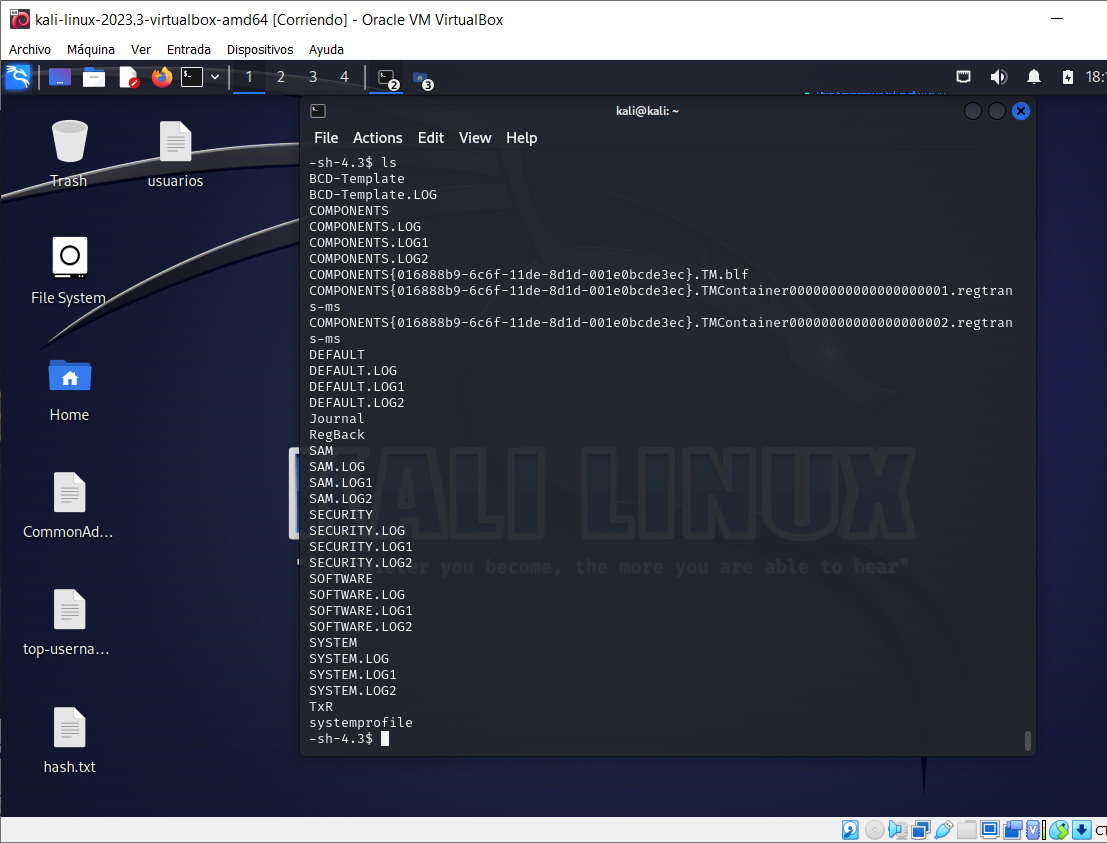 kali-linux-2023.3-virtualbox-amd64 [Corriendo] - Oracle VM VirtualBox
Archivo Máquina Ver Entrada Dispositivos Ayuda
1 2 3 4 2 3 18:
kali@kali: ~
File Actions Edit View Help
Trash
usuarios
File System
Home
CommonAd...
top-userna...
hash.txt
-sh-4.3$ ls
BCD-Template
BCD-Template.LOG
COMPONENTS
COMPONENTS.LOG
COMPONENTS.LOG1
COMPONENTS.LOG2
COMPONENTS{016888b9-6c6f-11de-8d1d-001e0bcde3ec}.TM.blf
COMPONENTS{016888b9-6c6f-11de-8d1d-001e0bcde3ec}.TMContainer00000000000000000001.regtran
s-ms
COMPONENTS{016888b9-6c6f-11de-8d1d-001e0bcde3ec}.TMContainer00000000000000000002.regtran
s-ms
DEFAULT
DEFAULT.LOG
DEFAULT.LOG1
DEFAULT.LOG2
Journal
RegBack
SAM
SAM.LOG
SAM.LOG1
SAM.LOG2
SECURITY
SECURITY.LOG
SECURITY.LOG1
SECURITY.LOG2
SOFTWARE
SOFTWARE.LOG
SOFTWARE.LOG1
SOFTWARE.LOG2
SYSTEM
SYSTEM.LOG
SYSTEM.LOG1
SYSTEM.LOG2
TxR
systemprofile
-sh-4.3$
KALI LINUX
you become, the more you are able to hear"
CT